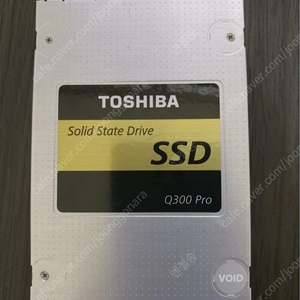 TOSHIBA
Solid State Drive
SSD
Q300 Pro
VOID